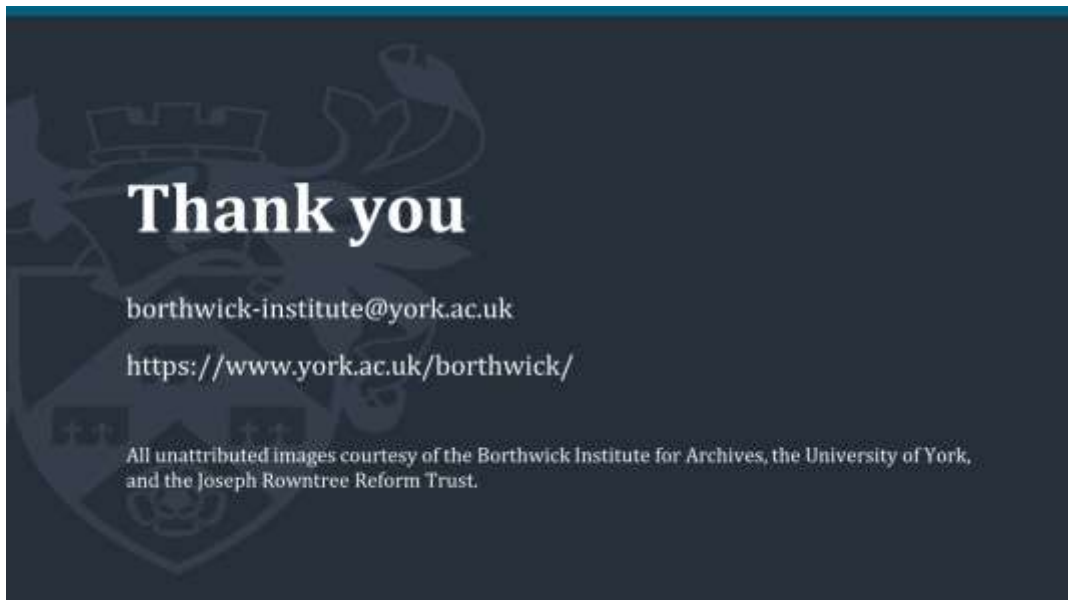 Thank you
borthwick-institute@york.ac.uk
https://www.york.ac.uk/borthwick/
All unattributed images courtesy of the Borthwick Institute for Archives, the University of York,
and the Joseph Rowntree Reform Trust.